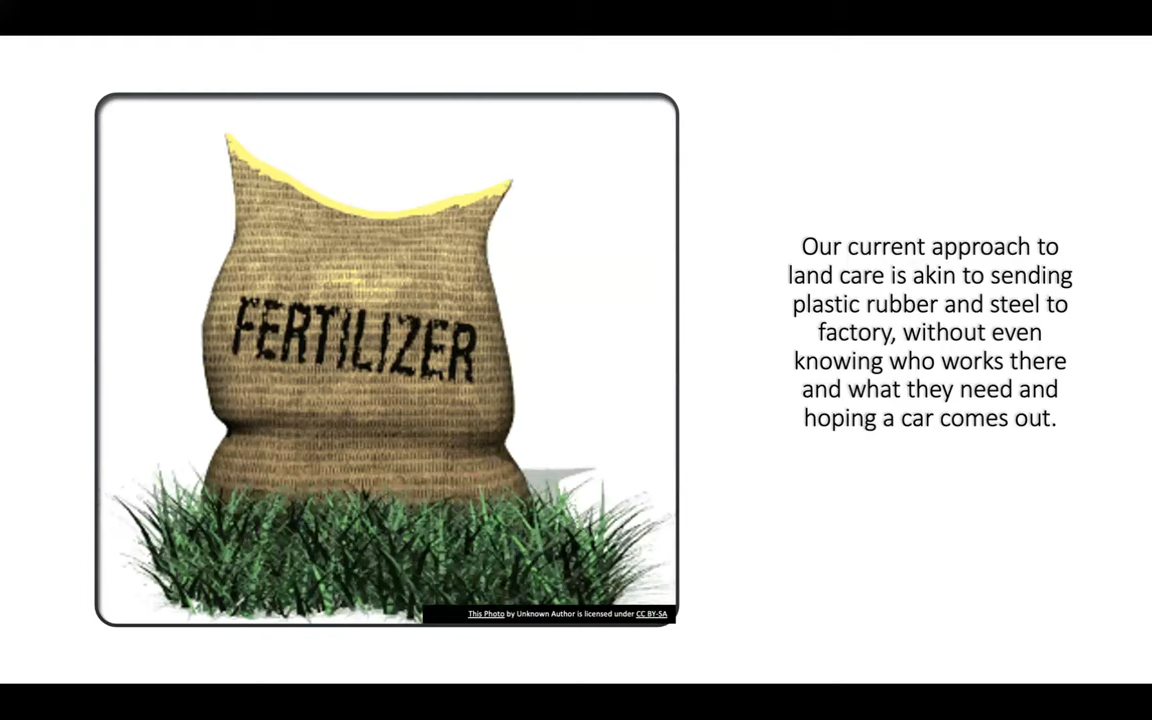 FERTILIZER
This Photo by Unknown Author is licensed under CC BY-SA
Our current approach to
land care is akin to sending
plastic rubber and steel to
factory, without even
knowing who works there
and what they need and
hoping a car comes out.